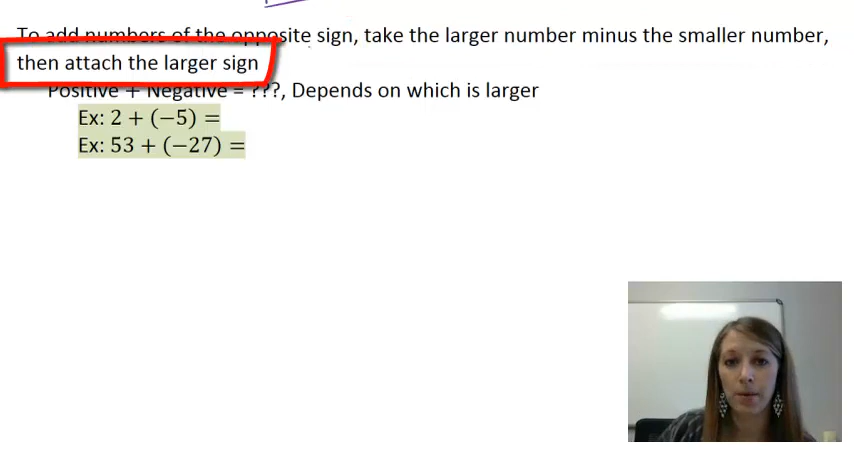 To add numbers of the opposite sign, take the larger number minus the smaller number,
then attach the larger sign
Positive + Negative = ???, Depends on which is larger
Ex: 2 + (−5) =
Ex: 53 + (−27) =